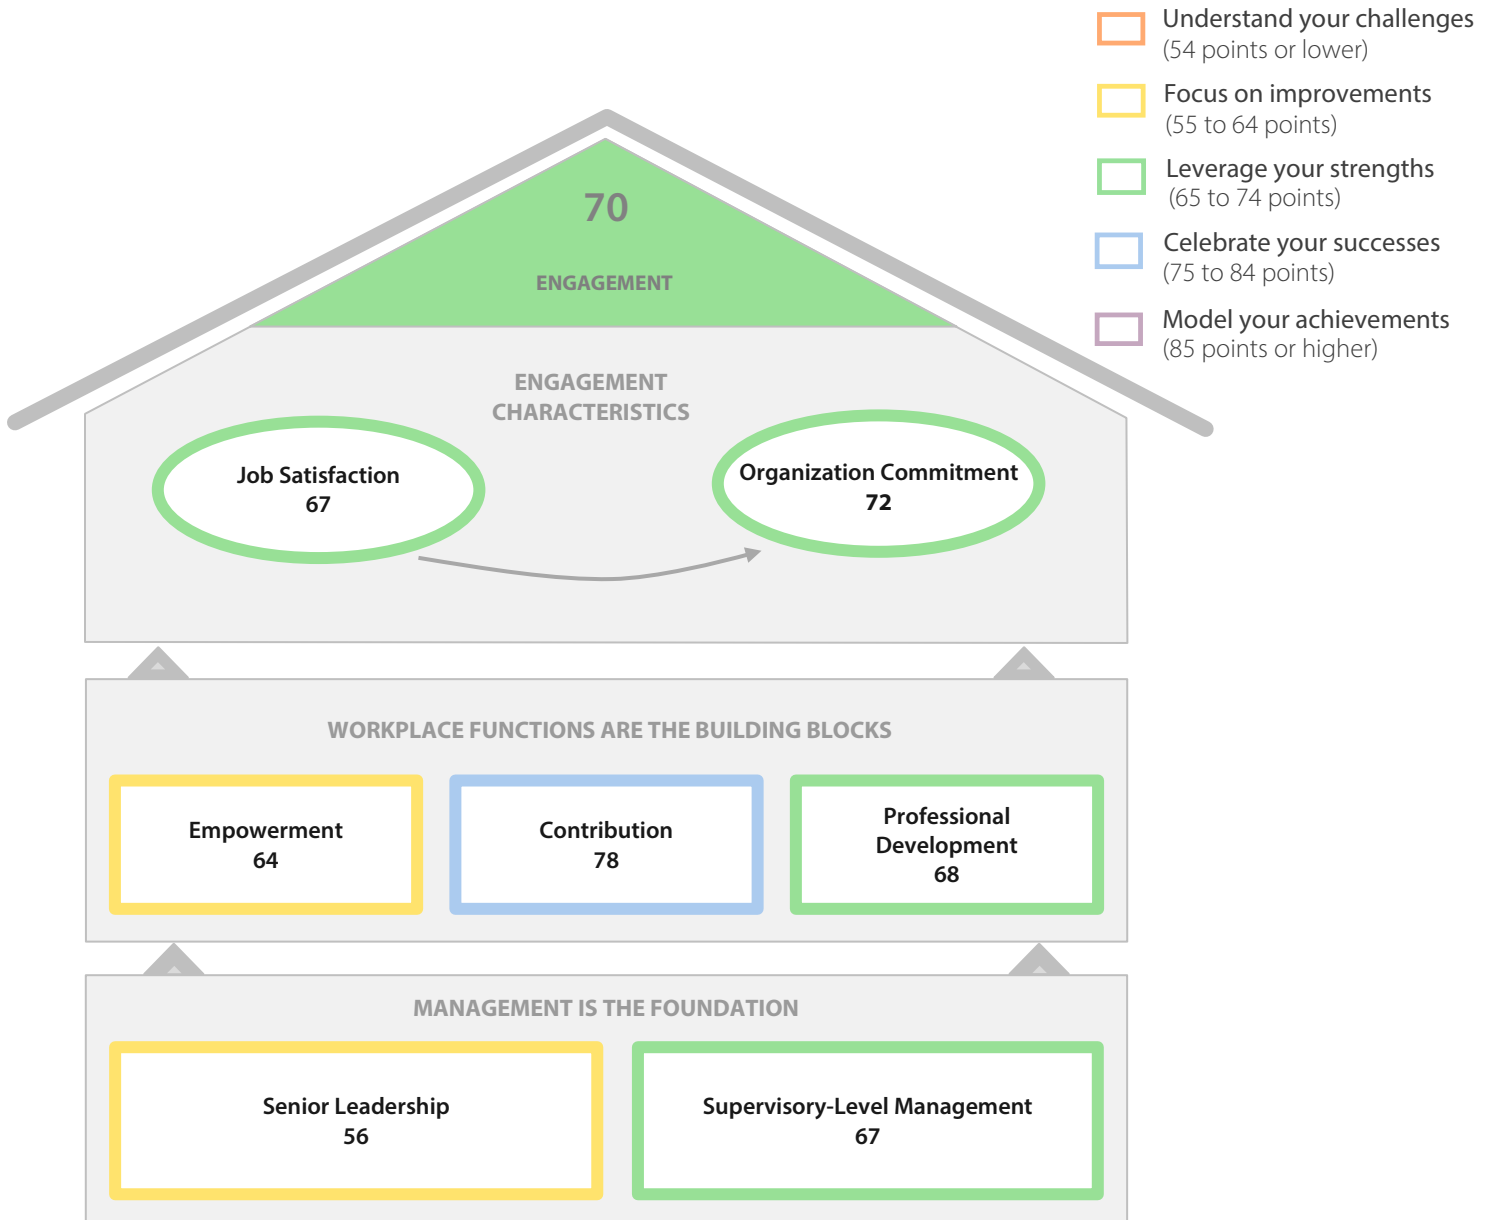 Understand your challenges
(54 points or lower)
Focus on improvements
(55 to 64 points)
Leverage your strengths
(65 to 74 points)
Celebrate your successes
(75 to 84 points)
Model your achievements
(85 points or higher)
70
ENGAGEMENT
ENGAGEMENT
CHARACTERISTICS
Job Satisfaction
67
Organization Commitment
72
WORKPLACE FUNCTIONS ARE THE BUILDING BLOCKS
Empowerment
64
Contribution
78
Professional
Development
68
MANAGEMENT IS THE FOUNDATION
Senior Leadership
56
Supervisory-Level Management
67